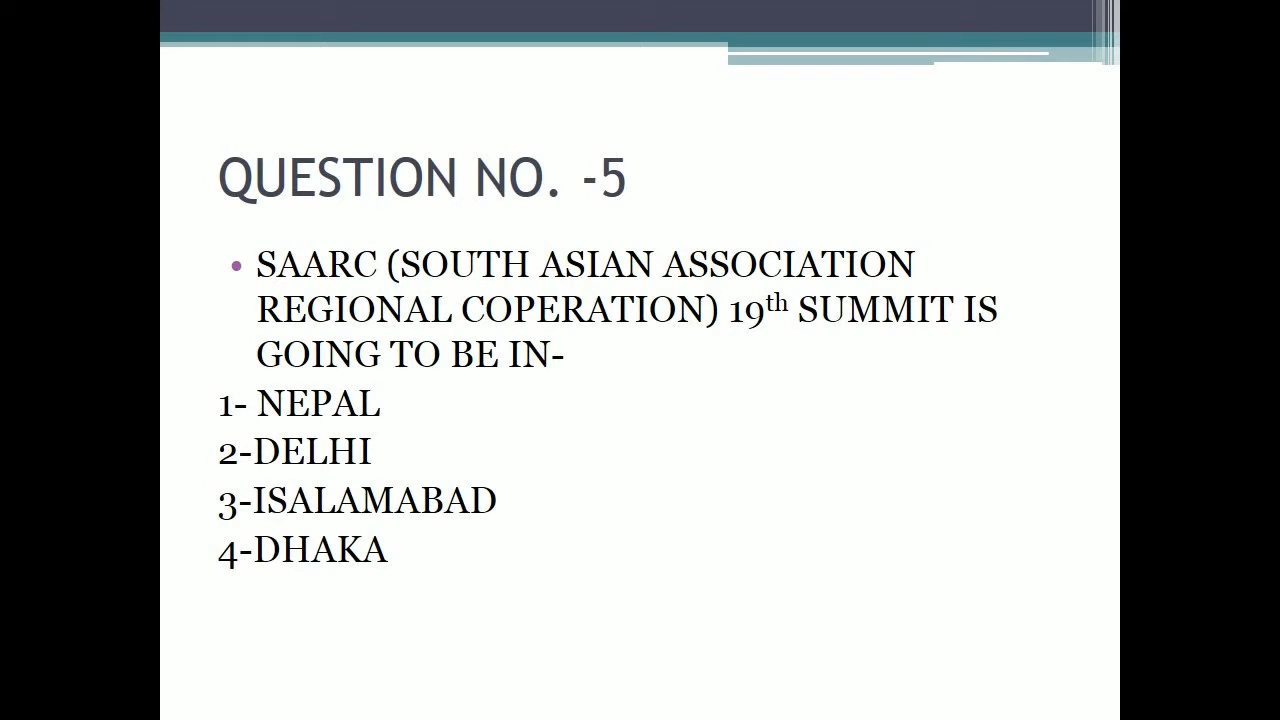 QUESTION NO. -5
• SAARC (SOUTH ASIAN ASSOCIATION
REGIONAL COPERATION) 19th SUMMIT IS
GOING TO BE IN-
1- NEPAL
2-DELHI
3-ISALAMABAD
4-DHAKA